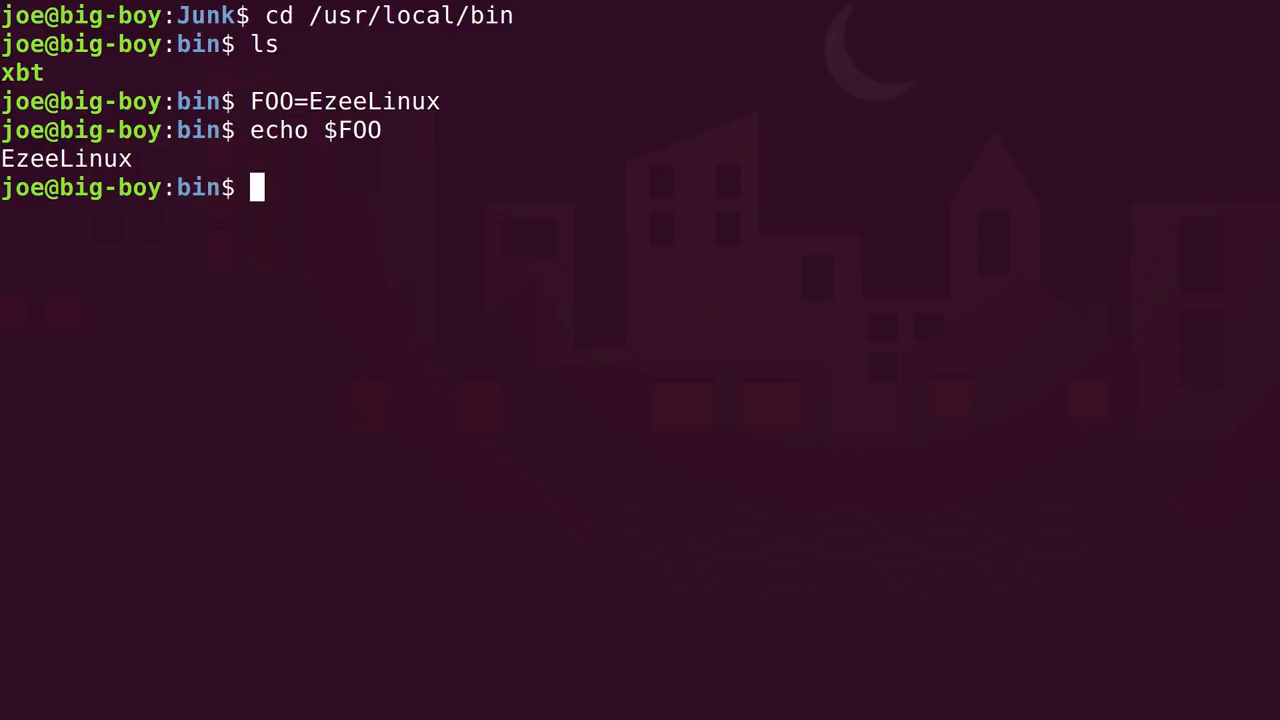 joe@big-boy:Junk$ cd /usr/local/bin
joe@big-boy:bin$ ls
xbt
joe@big-boy:bin$ FOO=EzeeLinux
joe@big-boy:bin$ echo $FOO
EzeeLinux
joe@big-boy:bin$